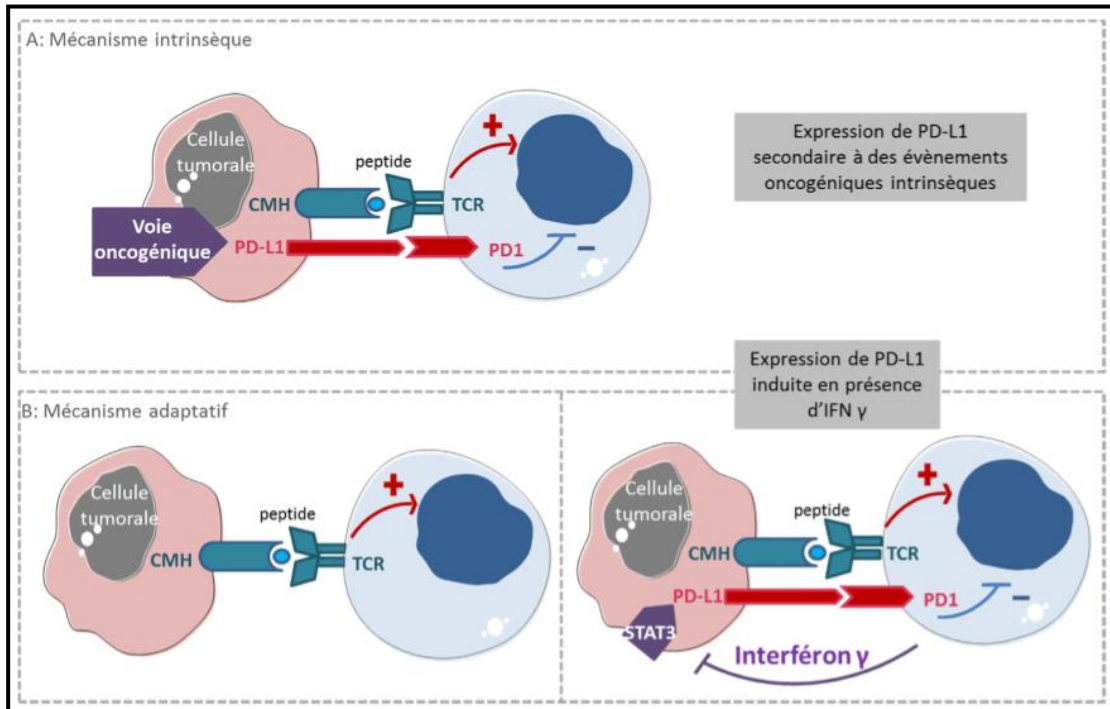 A: Mécanisme intrinsèque
Cellule
tumorale
peptide
+
CMH
TCR
Voie
oncogénique
PD-L1
PD1
–
Expression de PD-L1
secondaire à des évènements
oncogéniques intrinsèques
Expression de PD-L1
induite en présence
d'IFN γ
B: Mécanisme adaptatif
Cellule
tumorale
peptide
+
CMH
TCR
Cellule
tumorale
peptide
+
CMH
TCR
PD-L1
PD1
–
STAT3
Interféron γ